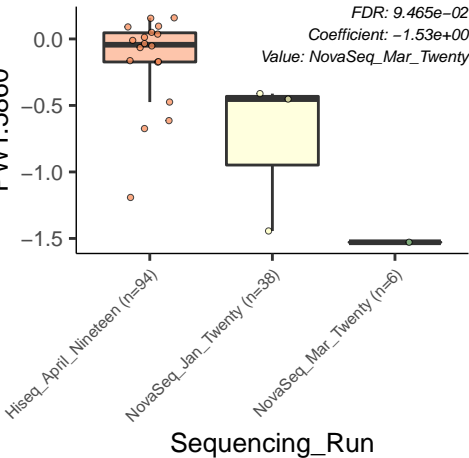 FDR: 9.465e−02
Coefficient: −1.53e+00
Value: NovaSeq_Mar_Twenty
0.0
−0.5
−1.0
−1.5
Hiseq_April_Nineteen (n=94)
NovaSeq_Jan_Twenty (n=38)
NovaSeq_Mar_Twenty (n=6)
Sequencing_Run